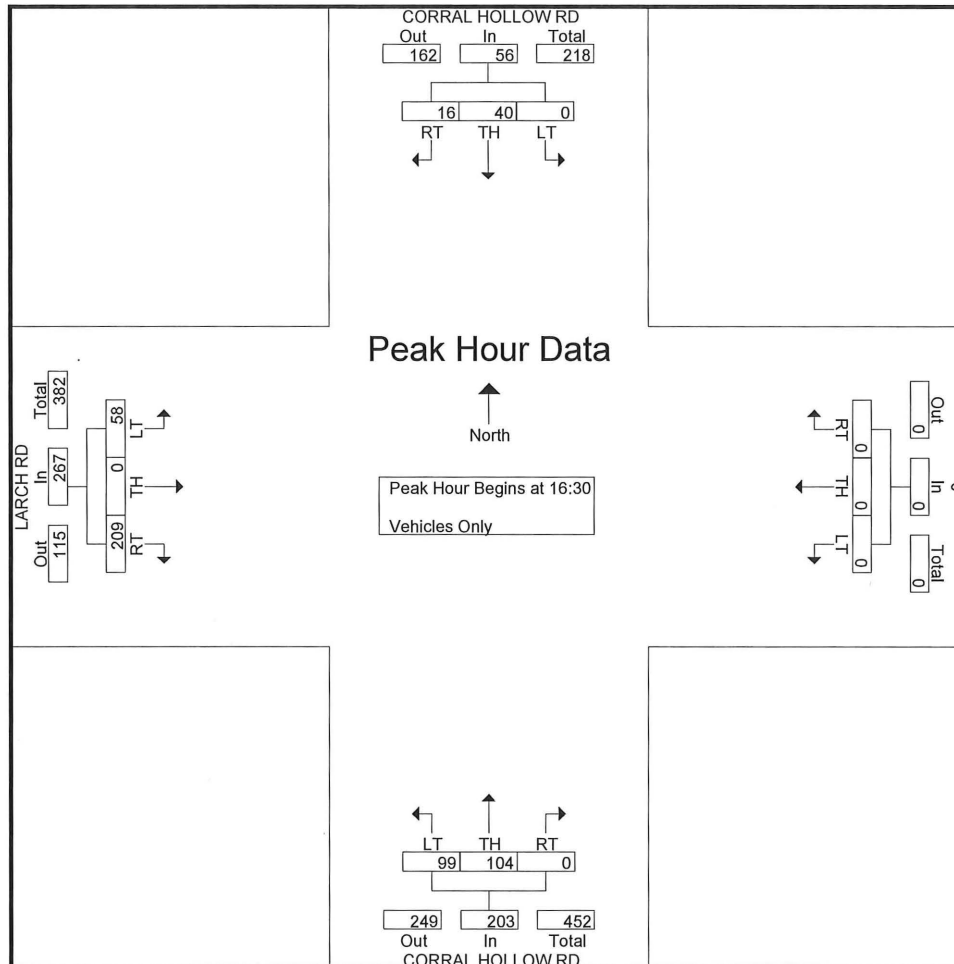 CORRAL HOLLOW RD
Out In Total
162 56 218
16 40 0
RT TH LT
Peak Hour Data
North
Peak Hour Begins at 16:30
Vehicles Only
LARCH RD
Total In Out
382 267 115
58 0 209
LT TH RT
Out In Total
0 0 0
0 0 0
RT TH LT
LT TH RT
99 104 0
249 203 452
Out In Total
CORRAL HOLLOW RD